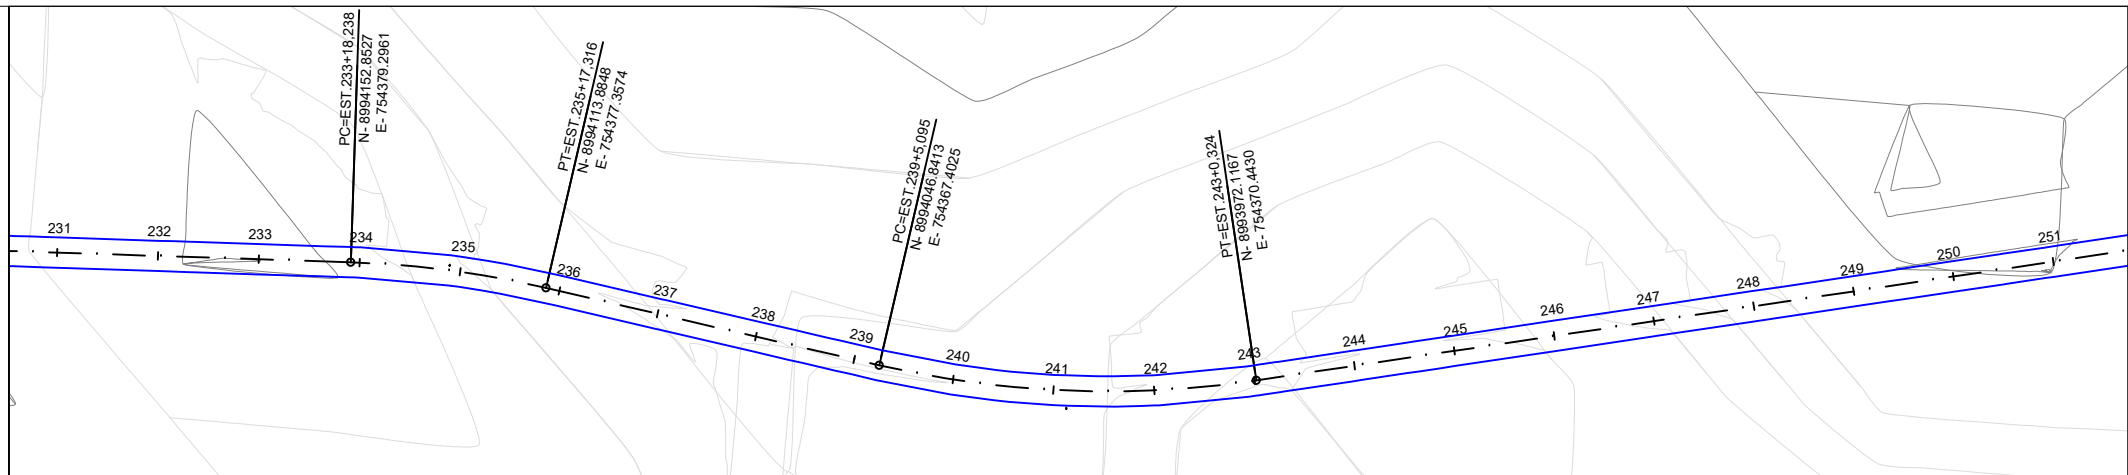 PC=EST.233+18,238
N- 8994152.8527
E- 754379.2961
PT=EST.235+17,316
N- 8994113.8848
E- 754377.3574
PC=EST.239+5,095
N- 8994046.8413
E- 754367.4025
PT=EST.243+0,324
N- 8993972.1167
E- 754370.4430
231
232
233
234
235
236
237
238
239
240
241
242
243
244
245
246
247
248
249
250
251